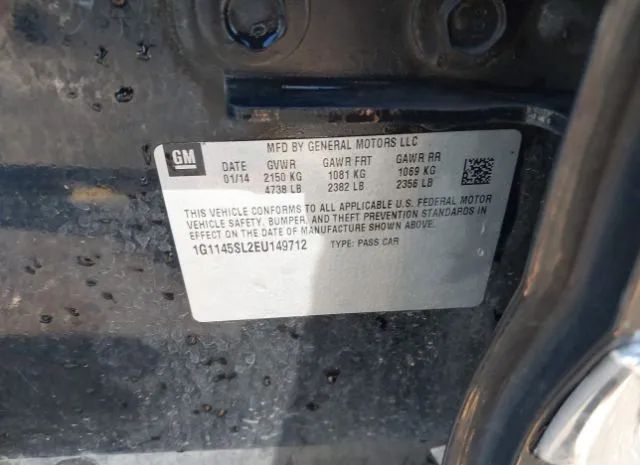 MFD BY GENERAL MOTORS LLC
GM
DATE GVWR GAWR FRT GAWR RR
01/14 2150 KG 1081 KG 1069 KG
4738 LB 2382 LB 2356 LB
THIS VEHICLE CONFORMS TO ALL APPLICABLE U.S. FEDERAL MOTOR
VEHICLE SAFETY, BUMPER, AND THEFT PREVENTION STANDARDS IN
EFFECT ON THE DATE OF MANUFACTURE SHOWN ABOVE.
1G1145SL2EU149712 TYPE: PASS CAR